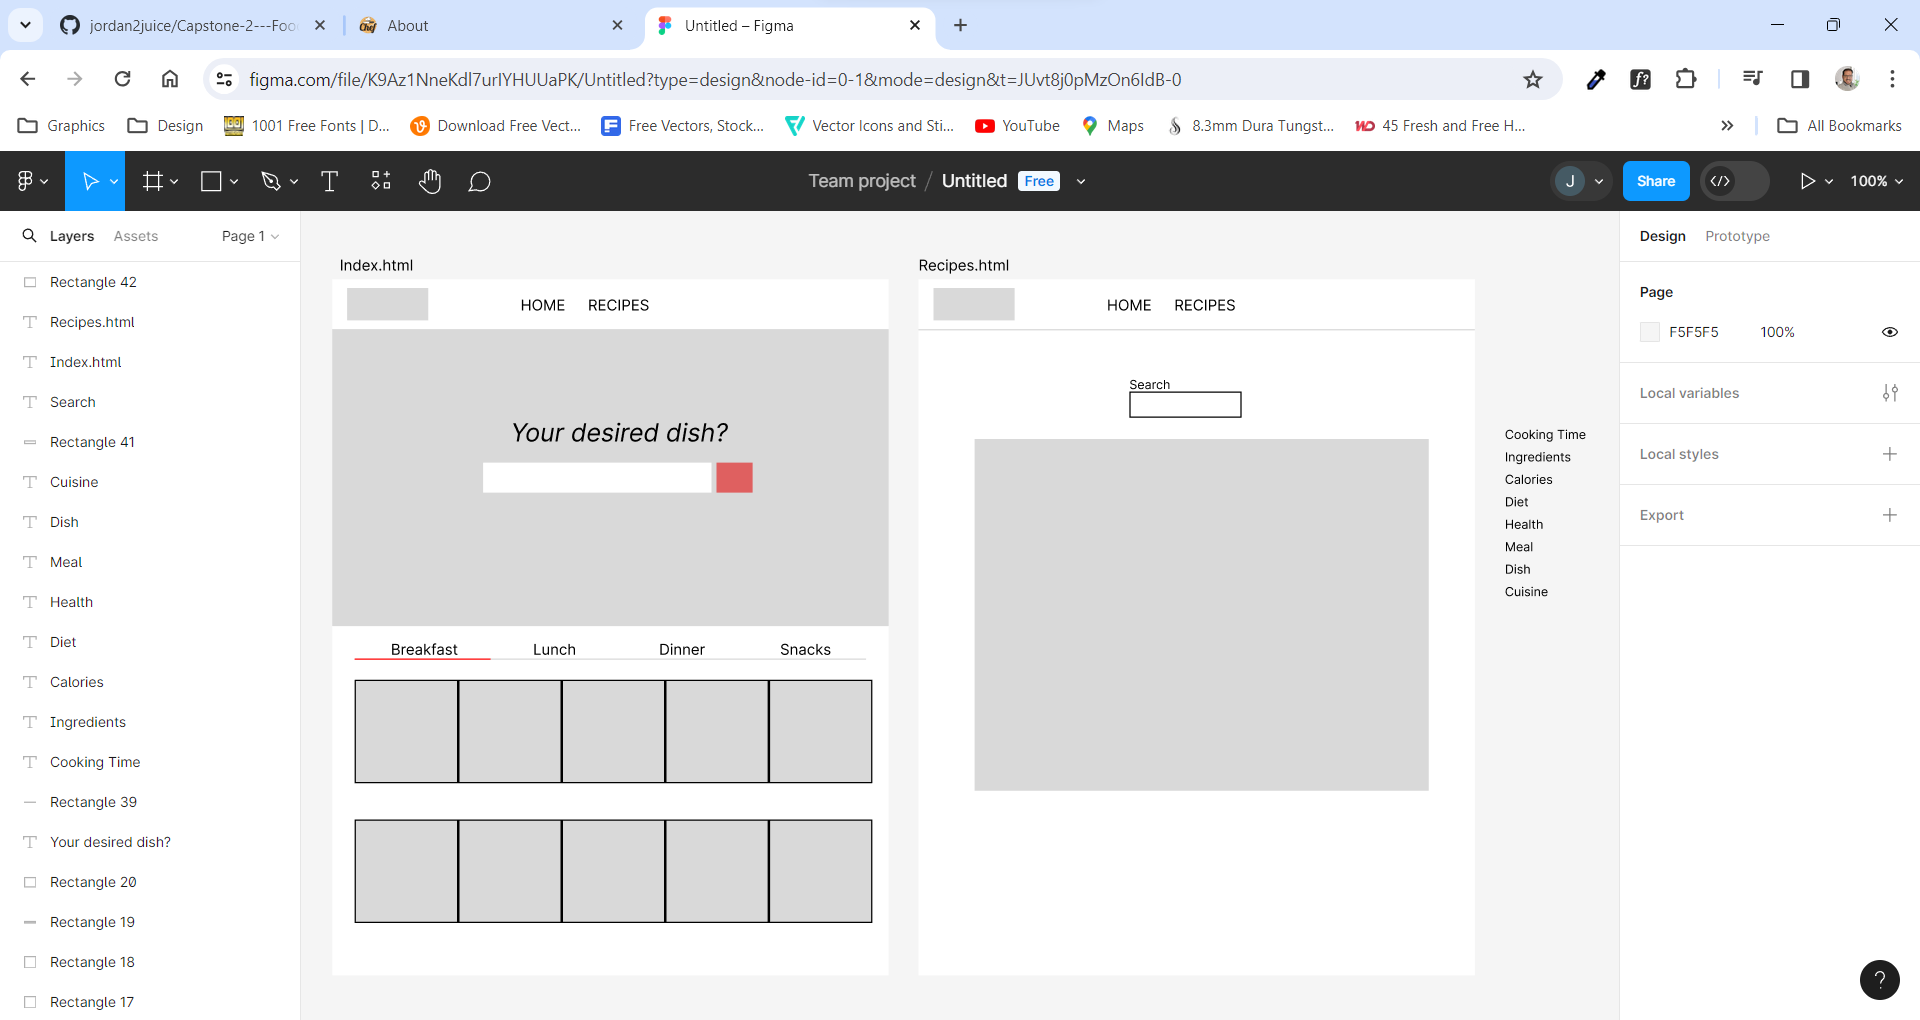 jordan2juice/Capstone-2---Foo
About
Untitled – Figma
figma.com/file/K9Az1NneKdl7urlYHUUaPK/Untitled?type=design&node-id=0-1&mode=design&t=JUvt8j0pMzOn6IdB-0
Graphics
Design
1001 Free Fonts | D...
Download Free Vect...
Free Vectors, Stock...
Vector Icons and Sti...
YouTube
Maps
8.3mm Dura Tungst...
45 Fresh and Free H...
All Bookmarks
Team project / Untitled Free
J
Share
100%
Layers
Assets
Page 1
Rectangle 42
Recipes.html
Index.html
Search
Rectangle 41
Cuisine
Dish
Meal
Health
Diet
Calories
Ingredients
Cooking Time
Rectangle 39
Your desired dish?
Rectangle 20
Rectangle 19
Rectangle 18
Rectangle 17
Index.html
HOME RECIPES
Your desired dish?
Breakfast Lunch Dinner Snacks
Recipes.html
HOME RECIPES
Search
Cooking Time
Ingredients
Calories
Diet
Health
Meal
Dish
Cuisine
Design
Prototype
Page
F5F5F5 100%
Local variables
Local styles
Export
?